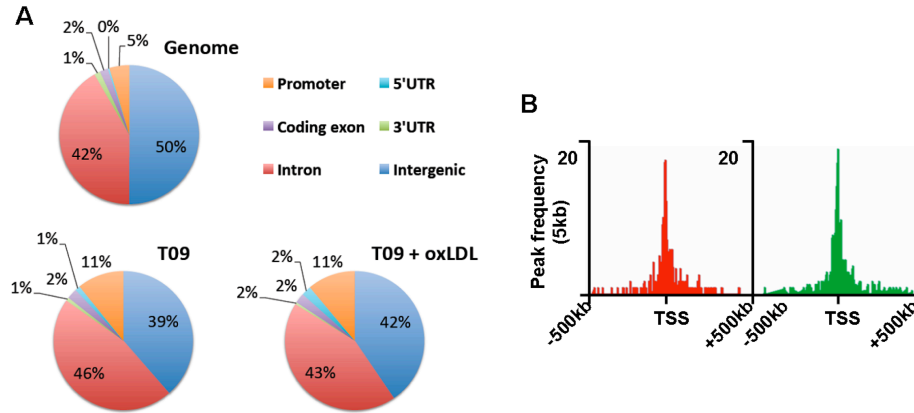 A
2%
0%
5%
Genome
1%
42%
50%
Promoter
5'UTR
Coding exon
3'UTR
Intron
Intergenic
T09
1%
11%
2%
1%
39%
46%
T09 + oxLDL
2%
11%
2%
2%
42%
43%
B
Peak frequency
(5kb)
20
20
-500kb
TSS
+500kb
-500kb
TSS
+500kb